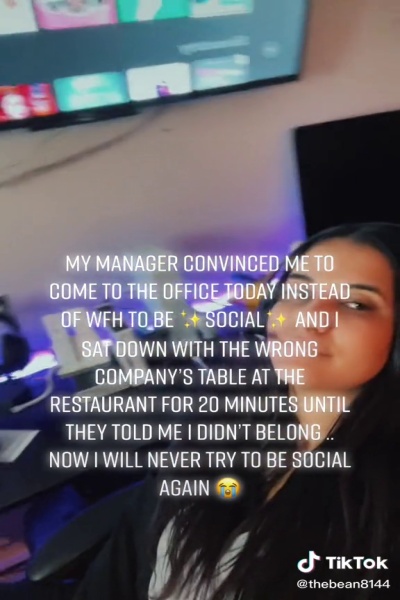 MY MANAGER CONVINCED ME TO
COME TO THE OFFICE TODAY INSTEAD
OF WFH TO BE ✨SOCIAL✨ AND I
SAT DOWN WITH THE WRONG
COMPANY'S TABLE AT THE
RESTAURANT FOR 20 MINUTES UNTIL
THEY TOLD ME I DIDN'T BELONG ..
NOW I WILL NEVER TRY TO BE SOCIAL
AGAIN 😭
TikTok
@thebean8144